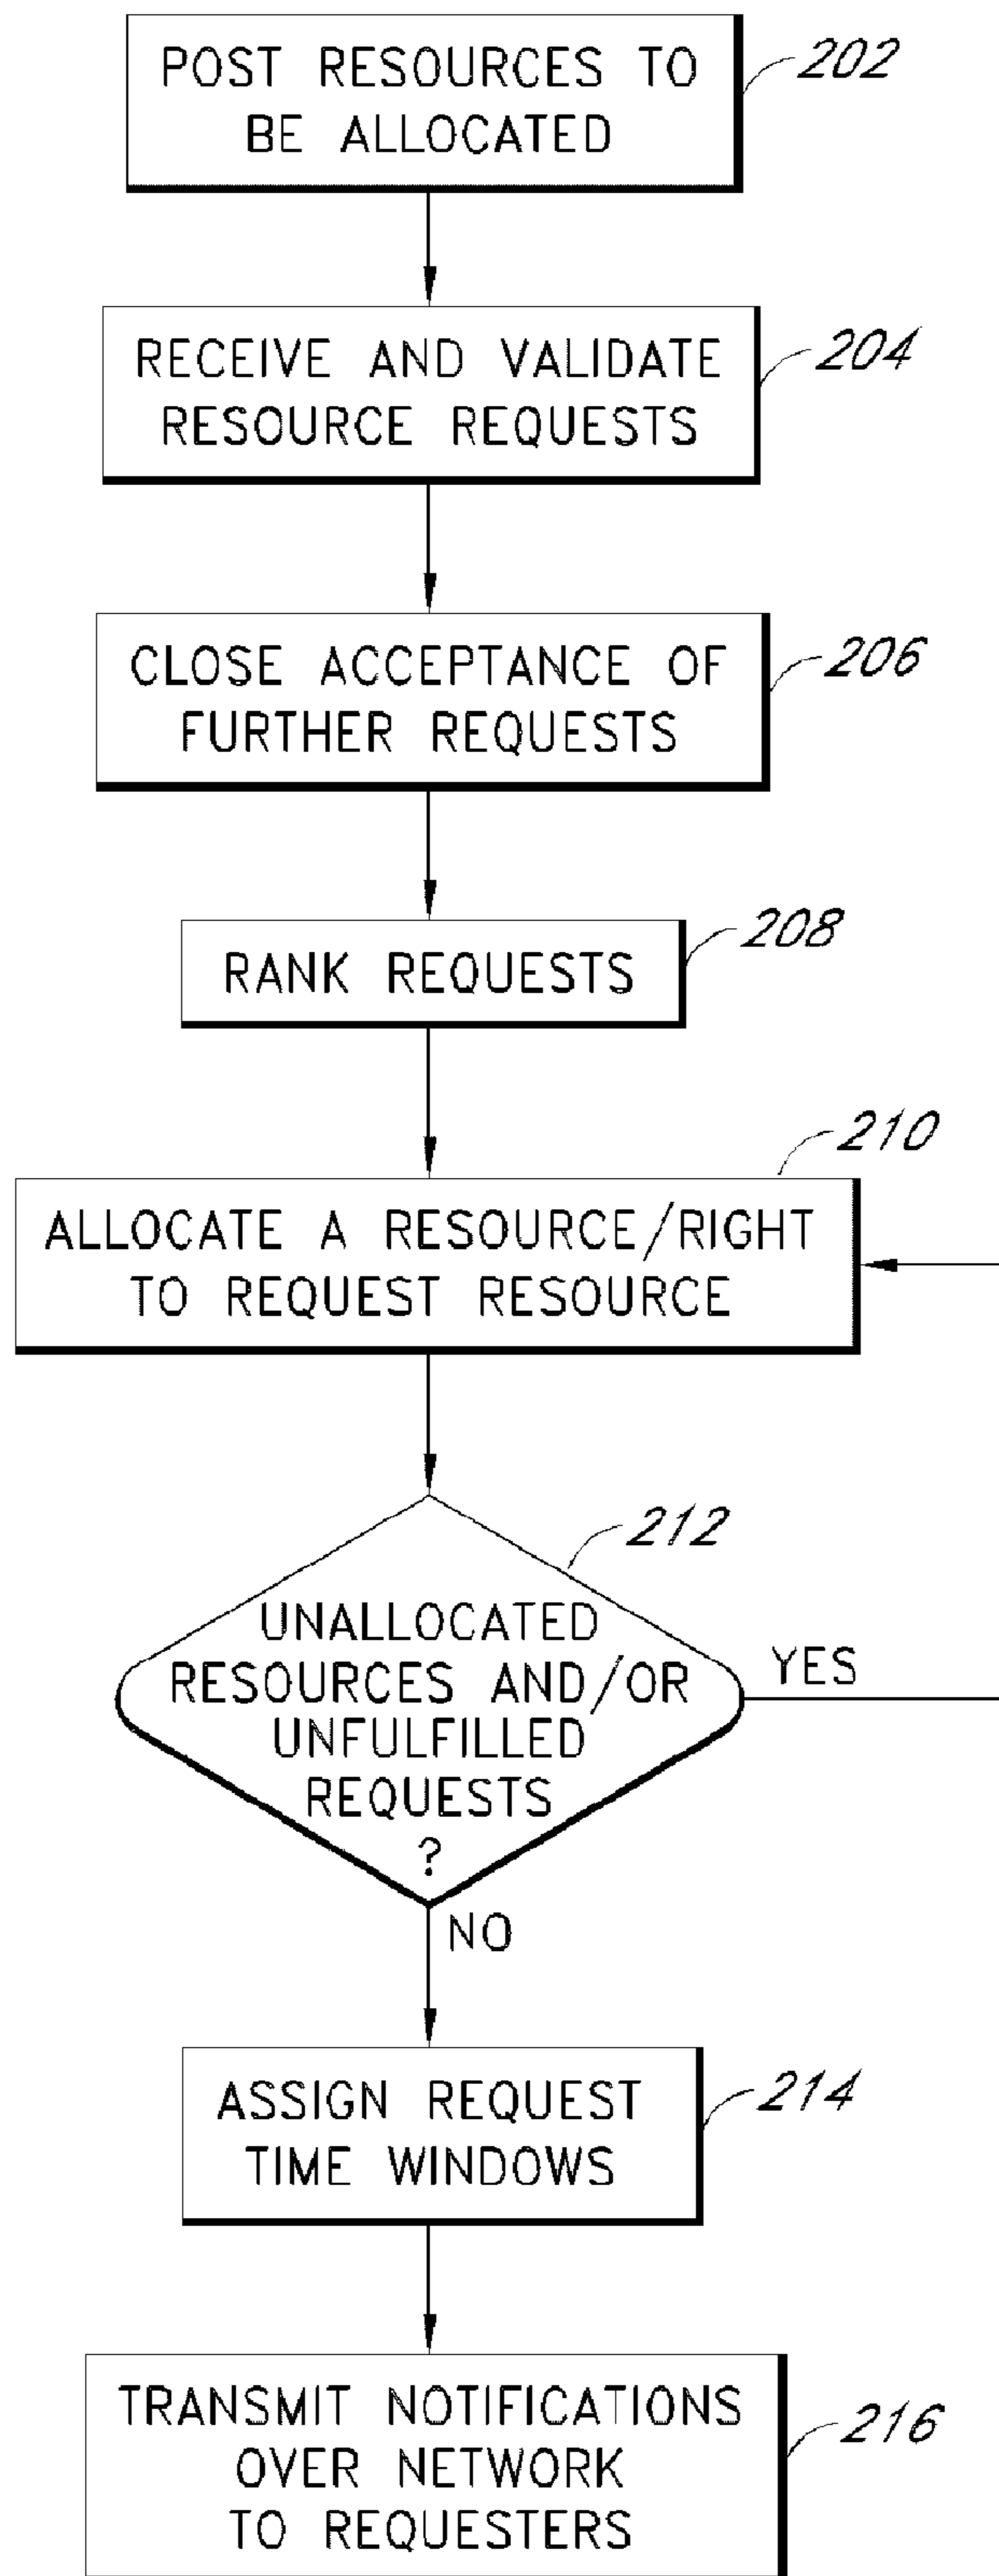 POST RESOURCES TO
BE ALLOCATED
202
RECEIVE AND VALIDATE
RESOURCE REQUESTS
204
CLOSE ACCEPTANCE OF
FURTHER REQUESTS
206
RANK REQUESTS
208
210
ALLOCATE A RESOURCE/RIGHT
TO REQUEST RESOURCE
212
UNALLOCATED
RESOURCES AND/OR
UNFULFILLED
REQUESTS
?
YES
NO
ASSIGN REQUEST
TIME WINDOWS
214
TRANSMIT NOTIFICATIONS
OVER NETWORK
TO REQUESTERS
216